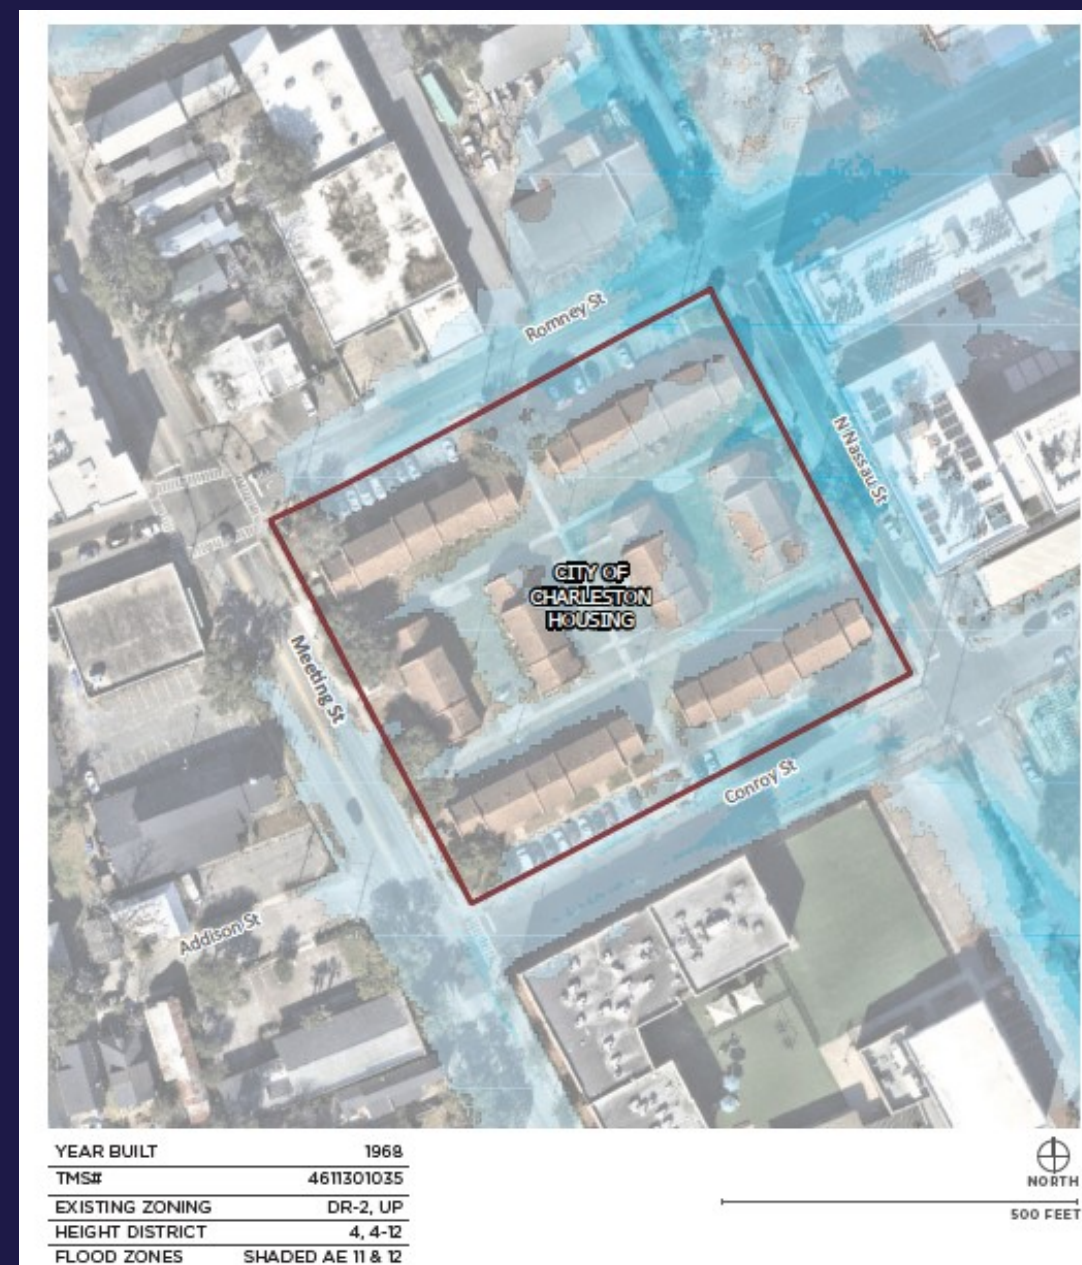 Romney St
N Nassau St
CITY OF
CHARLESTON
HOUSING
Meeting St
Conroy St
Addison St
YEAR BUILT 1968
TMS# 4611301035
EXISTING ZONING DR-2, UP
HEIGHT DISTRICT 4, 4-12
FLOOD ZONES SHADED AE 11 & 12
NORTH
500 FEET